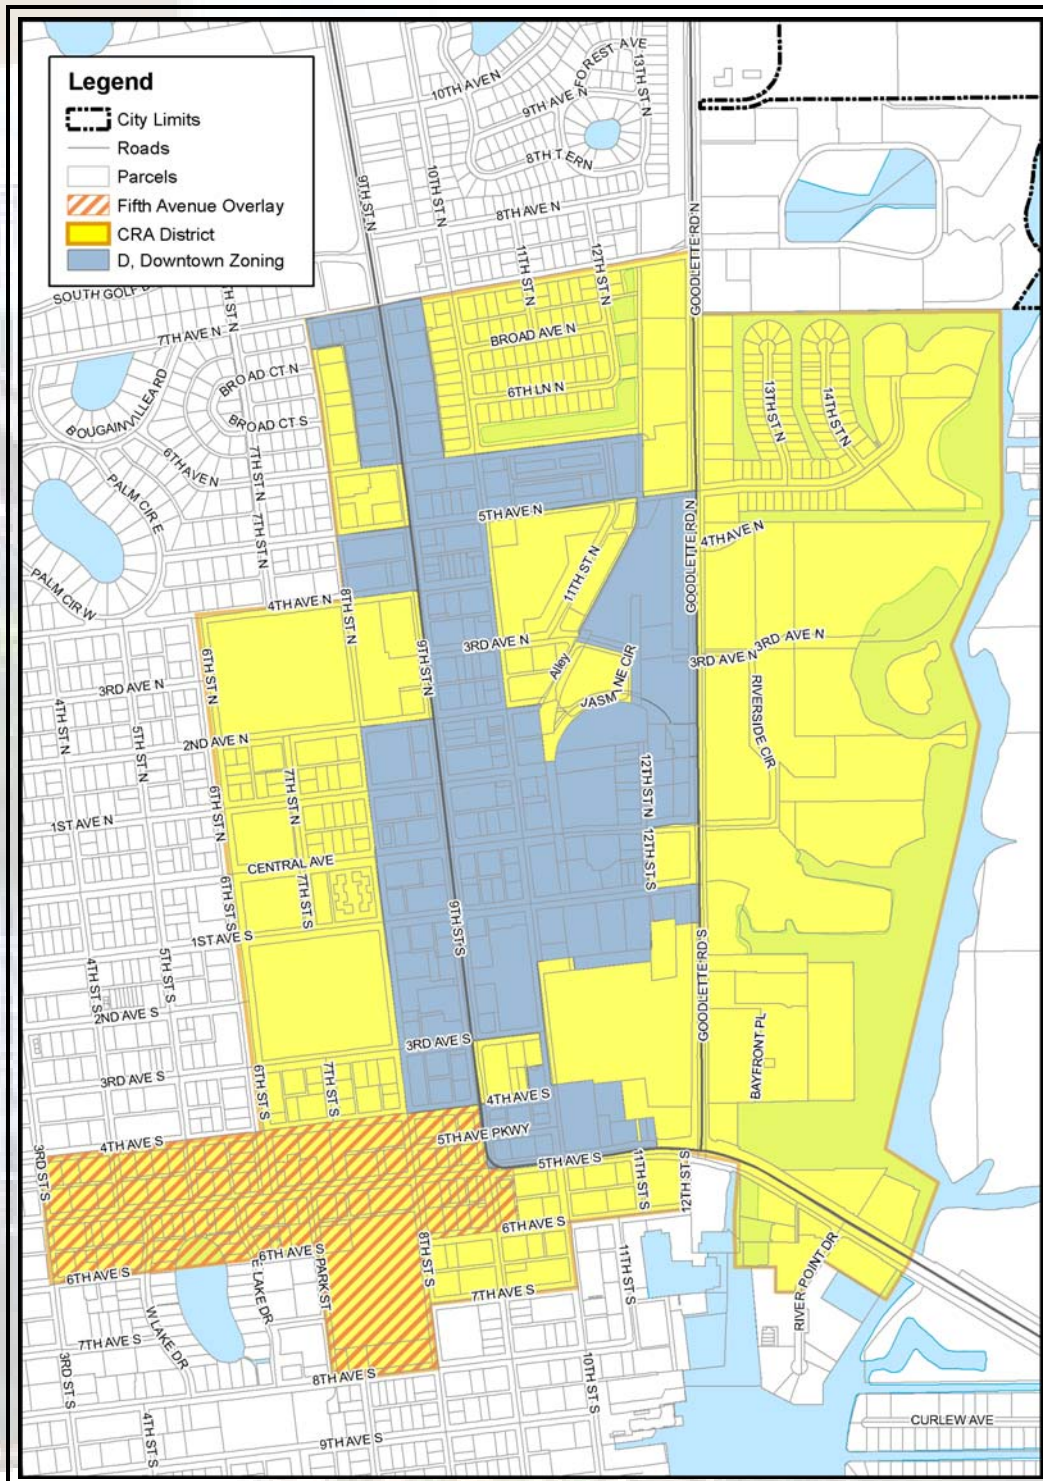 Legend
City Limits
Roads
Parcels
Fifth Avenue Overlay
CRA District
D, Downtown Zoning
10TH AVE N
FOREST AVE
13TH ST N
9TH AVE N
8TH TERN
9TH ST N
10TH ST N
8TH AVE N
11TH ST N
12TH ST N
GOODLETTE RD N
SOUTH GOLF
7TH AVE N
BROAD AVE N
BROAD CT N
6TH LN N
13TH ST N
14TH ST N
BOUGAINVILLEA RD
BROAD CT S
6TH AVE N
7TH ST N
PALM CIR E
7TH ST N
5TH AVE N
GOODLETTE RD N
4TH AVE N
11TH ST N
PALM CIR W
4TH AVE N
8TH ST N
6TH ST N
9TH ST N
3RD AVE N
Alley
JASMINE CIR
3RD AVE N
3RD AVE N
RIVERSIDE CIR
3RD AVE N
4TH ST N
5TH ST N
2ND AVE N
7TH ST N
6TH ST N
12TH ST N
1ST AVE N
CENTRAL AVE
12TH ST S
7TH ST S
6TH ST S
9TH ST S
1ST AVE S
GOODLETTE RD S
4TH ST S
5TH ST S
2ND AVE S
3RD AVE S
BAYFRONT PL
3RD AVE S
6TH ST S
7TH ST S
4TH AVE S
5TH AVE PKWY
4TH AVE S
3RD ST S
5TH AVE S
11TH ST S
12TH ST S
6TH AVE S
8TH ST S
6TH AVE S
6TH AVE S
PARK ST
E LAKE DR
11TH ST S
RIVER POINT DR
7TH AVE S
W LAKE DR
7TH AVE S
3RD ST S
8TH AVE S
10TH ST S
4TH ST S
9TH AVE S
CURLEW AVE